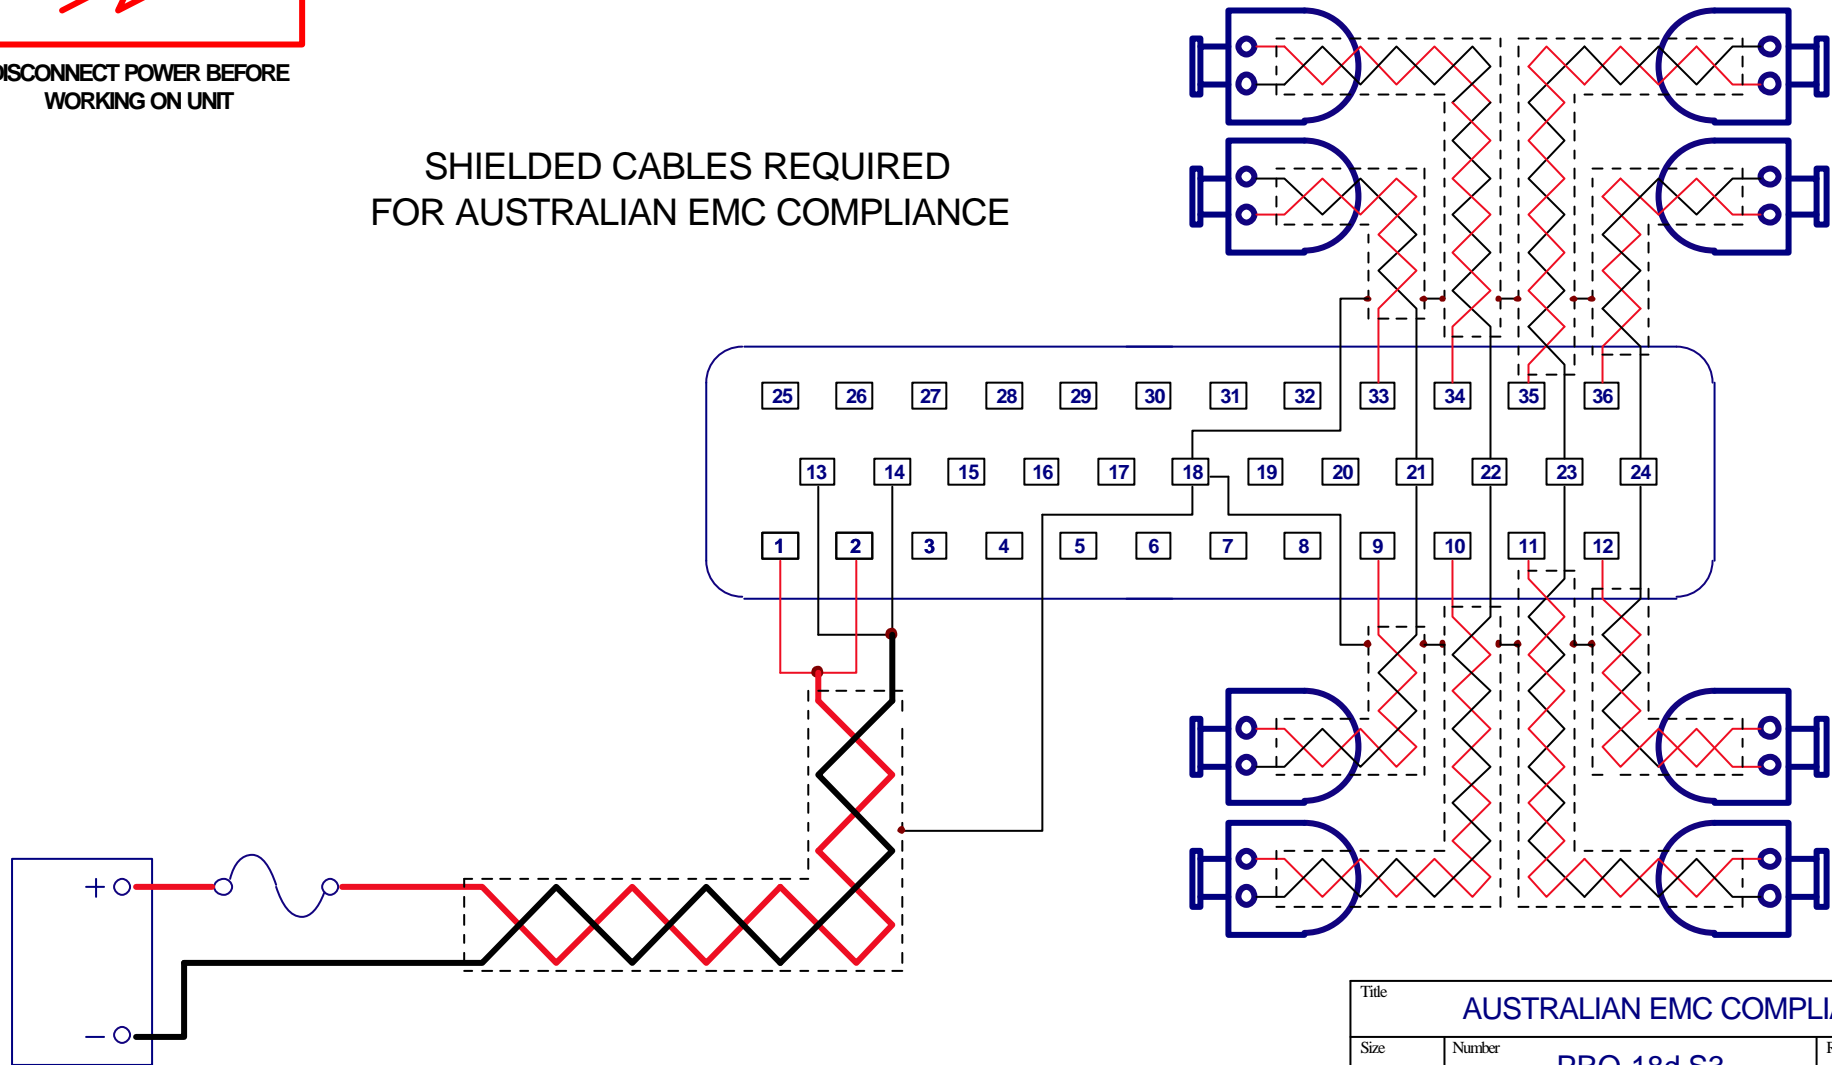 WORKING ON UNIT
DISCONNECT POWER BEFORE
SHIELDED CABLES REQUIRED
FOR AUSTRALIAN EMC COMPLIANCE
25 26 27 28 29 30 31 32 33 34 35 36
13 14 15 16 17 18 19 20 21 22 23 24
1 2 3 4 5 6 7 8 9 10 11 12
+
−
Title
AUSTRALIAN EMC
Size
Number